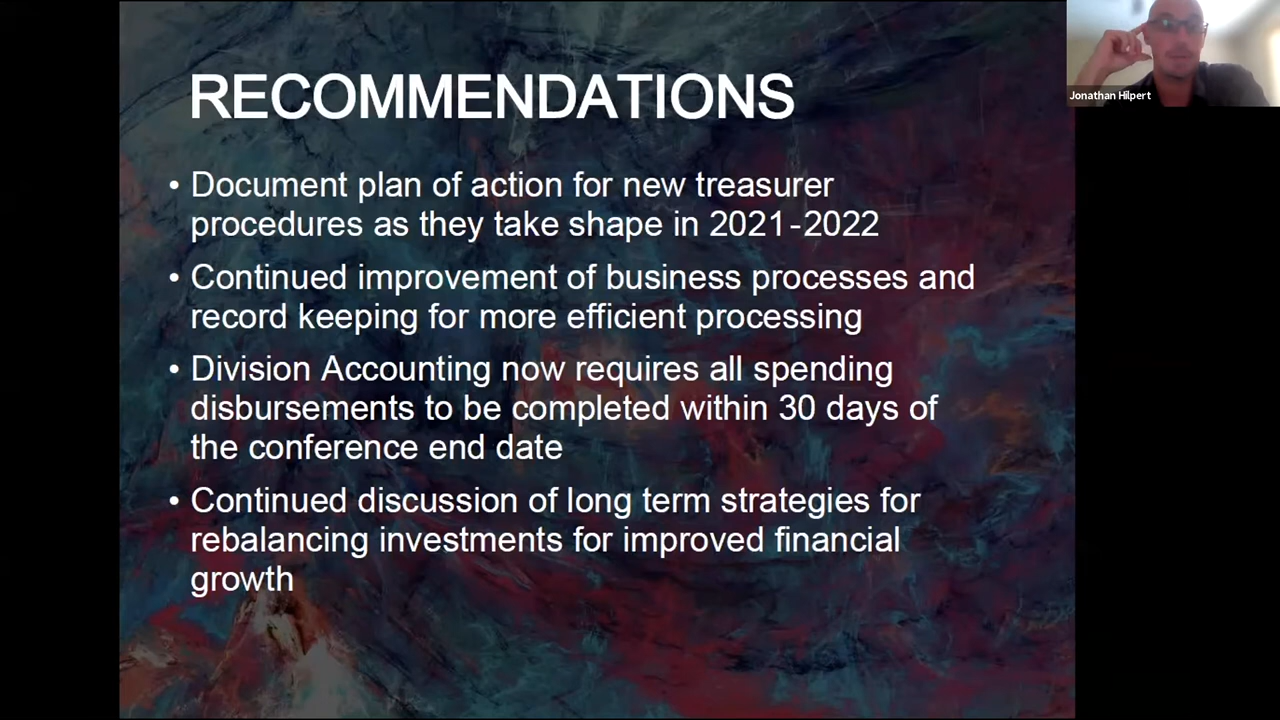 RECOMMENDATIONS
• Document plan of action for new treasurer
procedures as they take shape in 2021-2022
• Continued improvement of business processes and
record keeping for more efficient processing
• Division Accounting now requires all spending
disbursements to be completed within 30 days of
the conference end date
• Continued discussion of long term strategies for
rebalancing investments for improved financial
growth
Jonathan Hilpert